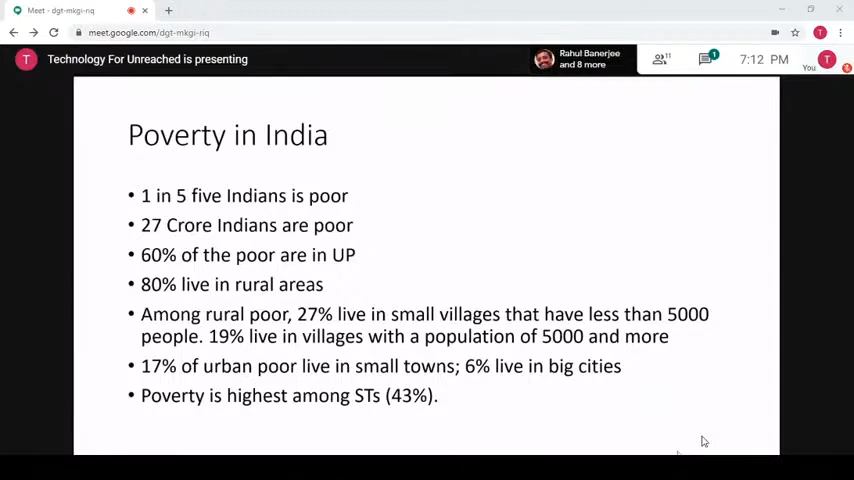 Meet - dgt-mkgi-riq
meet.google.com/dgt-mkgi-riq
T
T
Technology For Unreached is presenting
Rahul Banerjee
and 8 more
11
1
7:12 PM
You
T
Poverty in India
• 1 in 5 five Indians is poor
• 27 Crore Indians are poor
• 60% of the poor are in UP
• 80% live in rural areas
• Among rural poor, 27% live in small villages that have less than 5000
people. 19% live in villages with a population of 5000 and more
• 17% of urban poor live in small towns; 6% live in big cities
• Poverty is highest among STs (43%).